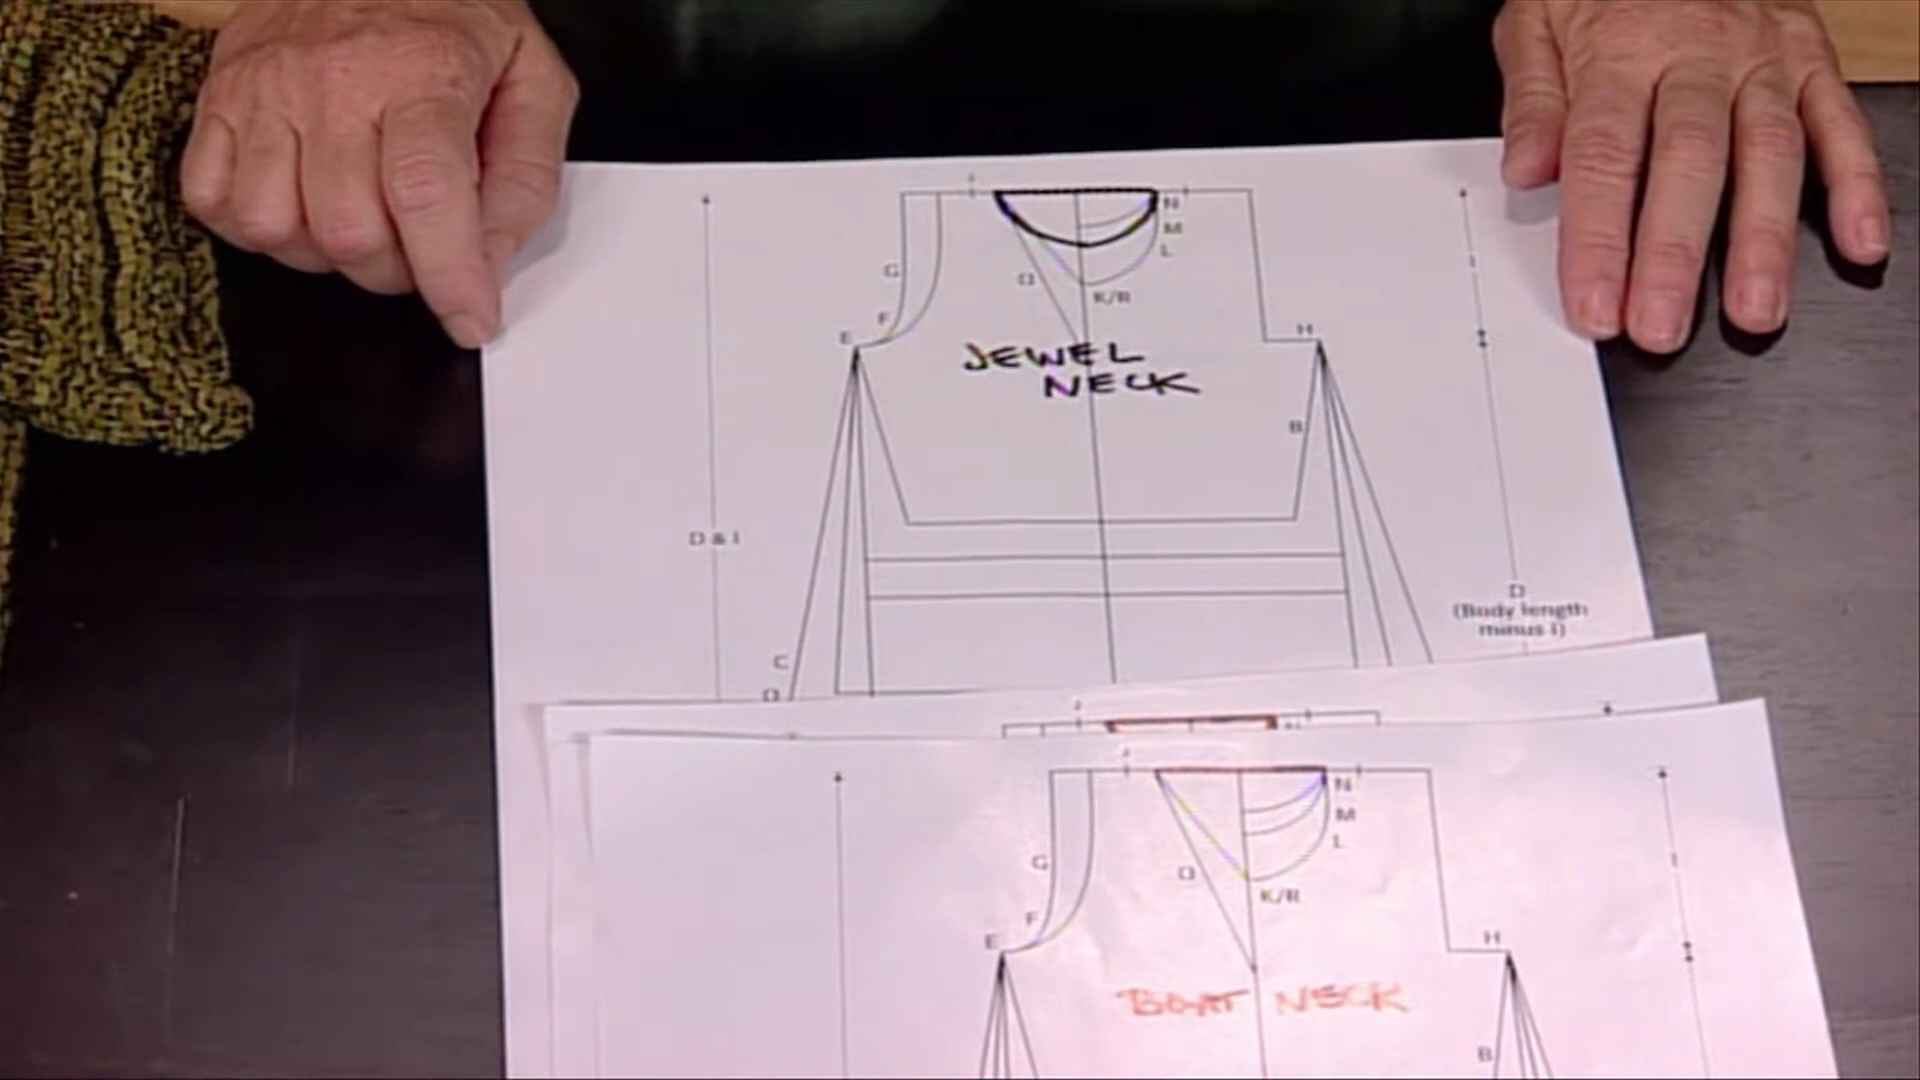 J
N
M
L
G
Q
K/R
F
E
H
I
JEWEL
NECK
B
D & I
D
(Body length
minus I)
C
O
J
J
N
M
L
G
Q
K/R
F
E
H
I
BOAT NECK
B